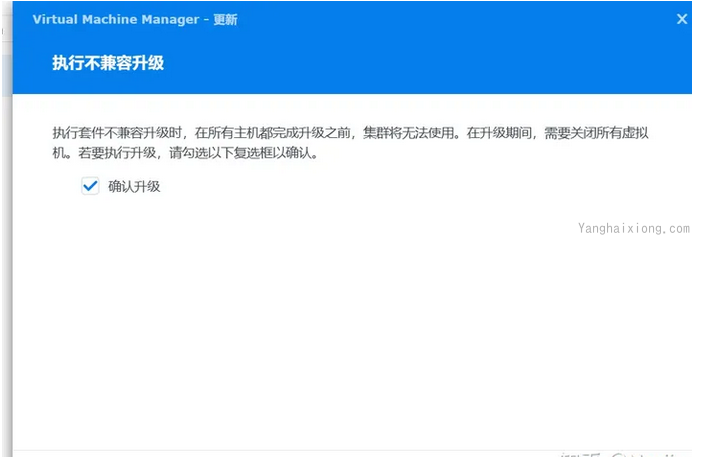 Virtual Machine Manager - 更新
执行不兼容升级
执行套件不兼容升级时，在所有主机都完成升级之前，集群将无法使用。在升级期间，需要关闭所有虚拟
机。若要执行升级，请勾选以下复选框以确认。
确认升级
Yanghaixiong.com